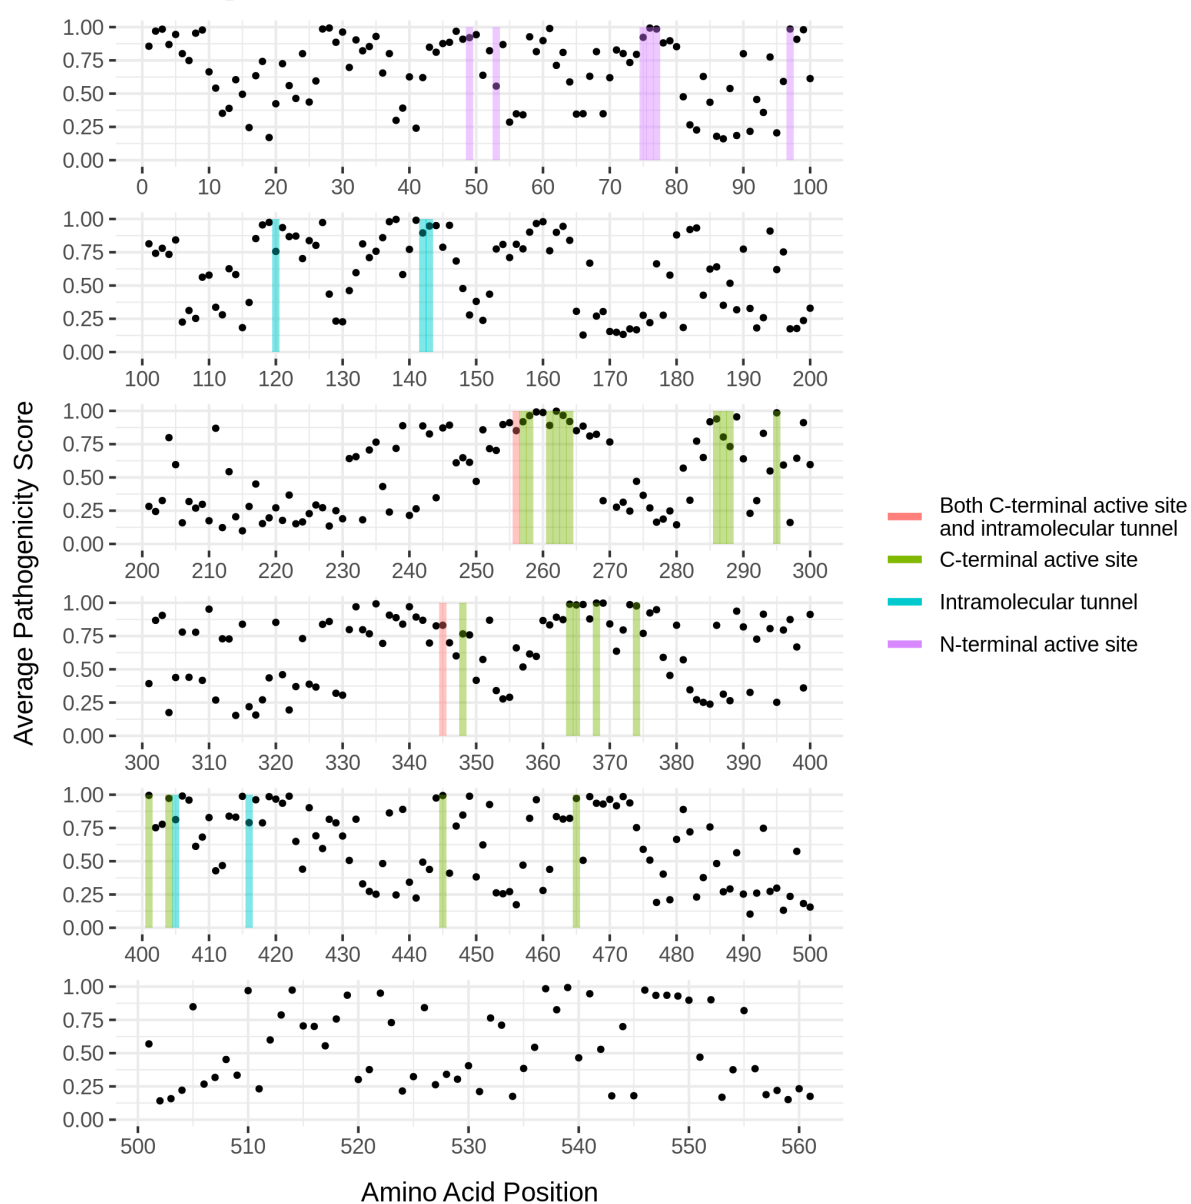 1.00
0.75
0.50
0.25
0.00
0 10 20 30 40 50 60 70 80 90 100
1.00
0.75
0.50
0.25
0.00
100 110 120 130 140 150 160 170 180 190 200
Average Pathogenicity Score
1.00
0.75
0.50
0.25
0.00
200 210 220 230 240 250 260 270 280 290 300
1.00
0.75
0.50
0.25
0.00
300 310 320 330 340 350 360 370 380 390 400
1.00
0.75
0.50
0.25
0.00
400 410 420 430 440 450 460 470 480 490 500
1.00
0.75
0.50
0.25
0.00
500 510 520 530 540 550 560
Amino Acid Position
Both C-terminal active site
and intramolecular tunnel
C-terminal active site
Intramolecular tunnel
N-terminal active site